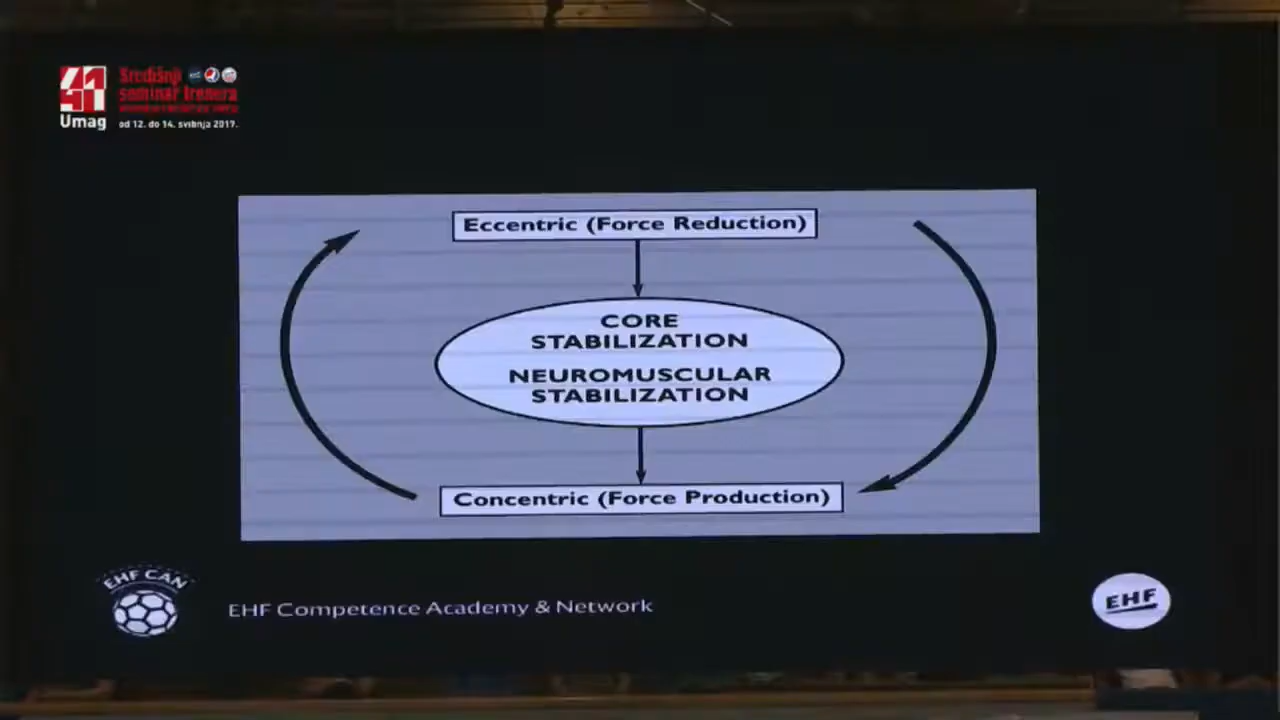 41
Središnji
seminar trenera
Umag
od 12. do 14. svibnja 2017.
Eccentric (Force Reduction)
CORE
STABILIZATION
NEUROMUSCULAR
STABILIZATION
Concentric (Force Production)
EHF CAN
EHF Competence Academy & Network
EHF